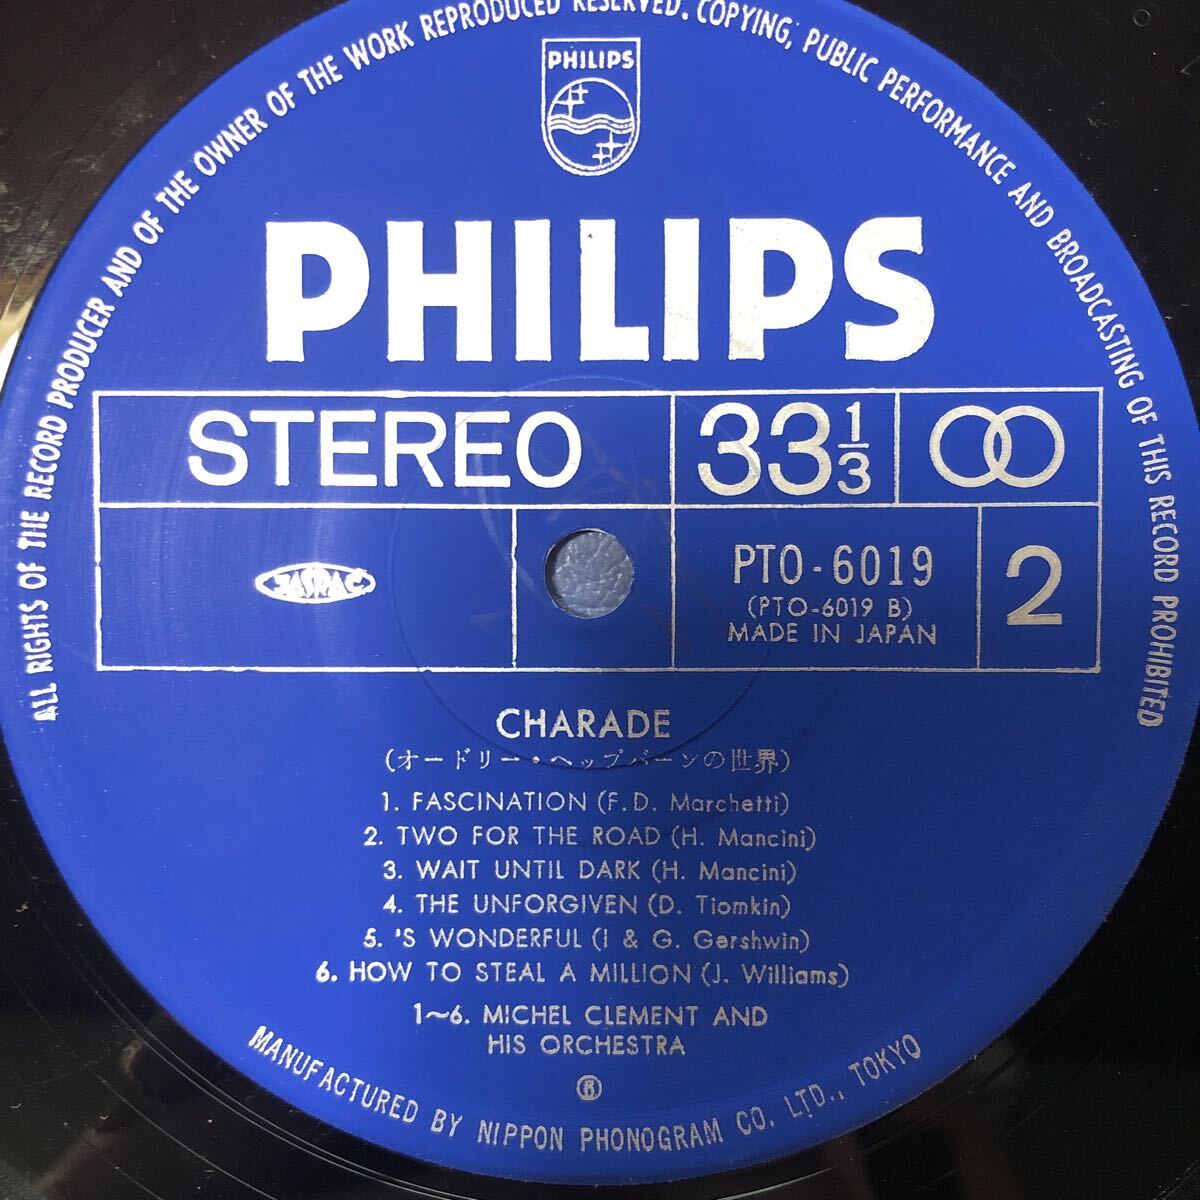 ALL RIGHTS OF THE RECORD PRODUCER AND OF THE OWNER OF THE WORK REPRODUCED RESERVED. COPYING, PUBLIC PERFORMANCE AND BROADCASTING OF THIS RECORD PROHIBITED
PHILIPS
PHILIPS
STEREO 33 1/3
JASRAC
PTO-6019
(PTO-6019 B)
MADE IN JAPAN
2
CHARADE
(オードリー・ヘップバーンの世界)
1. FASCINATION (F. D. Marchetti)
2. TWO FOR THE ROAD (H. Mancini)
3. WAIT UNTIL DARK (H. Mancini)
4. THE UNFORGIVEN (D. Tiomkin)
5. 'S WONDERFUL (I & G. Gershwin)
6. HOW TO STEAL A MILLION (J. Williams)
1~6. MICHEL CLEMENT AND
HIS ORCHESTRA
MANUFACTURED BY NIPPON PHONOGRAM CO. LTD., TOKYO